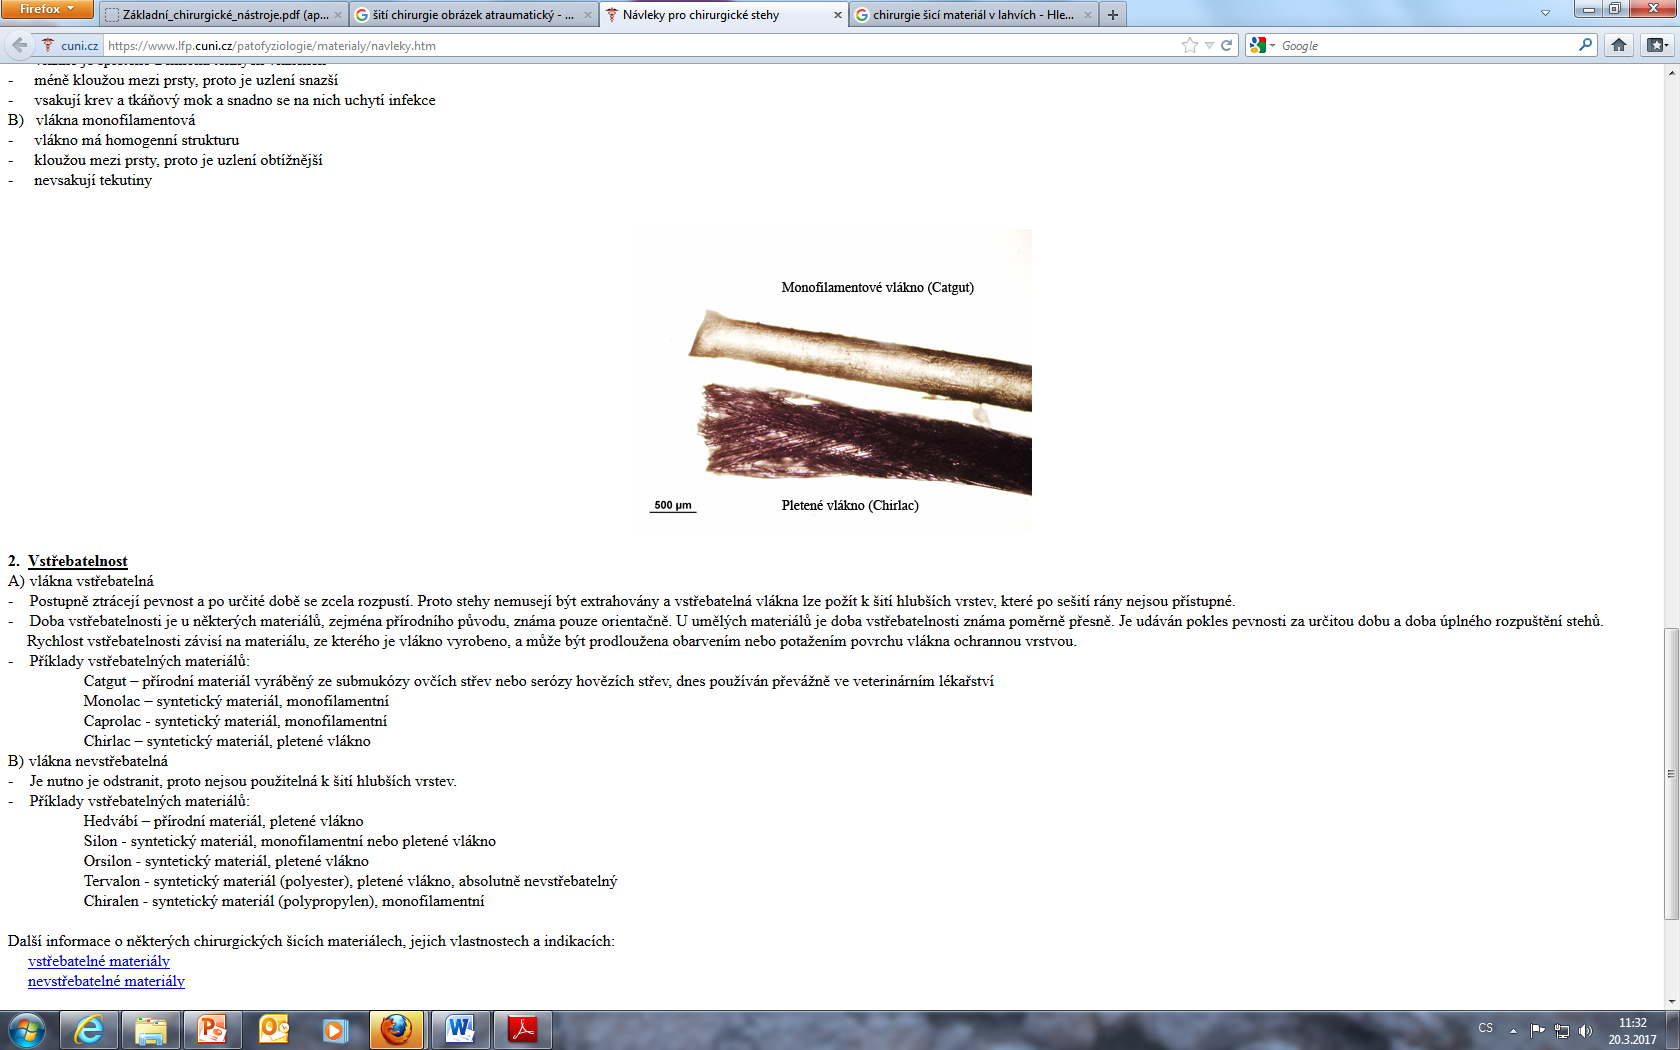 Firefox
Základní_chirurgické_nástroje.pdf (ap...
šití chirurgie obrázek atraumatický - ...
Návleky pro chirurgické stehy
chirurgie šicí materiál v lahvích - Hle...
cuni.cz
https://www.lfp.cuni.cz/patofyziologie/materialy/navleky.htm
Google
- méně kloužou mezi prsty, proto je uzlení snazší
- vsakují krev a tkáňový mok a snadno se na nich uchytí infekce
B) vlákna monofilamentová
- vlákno má homogenní strukturu
- kloužou mezi prsty, proto je uzlení obtížnější
- nevsakují tekutiny
Monofilamentové vlákno (Catgut)
500 µm
Pletené vlákno (Chirlac)
2. Vstřebatelnost
A) vlákna vstřebatelná
- Postupně ztrácejí pevnost a po určité době se zcela rozpustí. Proto stehy nemusejí být extrahovány a vstřebatelná vlákna lze požít k šití hlubších vrstev, které po sešití rány nejsou přístupné.
- Doba vstřebatelnosti je u některých materiálů, zejména přírodního původu, známa pouze orientačně. U umělých materiálů je doba vstřebatelnosti známa poměrně přesně. Je udáván pokles pevnosti za určitou dobu a doba úplného rozpuštění stehů.
Rychlost vstřebatelnosti závisí na materiálu, ze kterého je vlákno vyrobeno, a může být prodloužena obarvením nebo potažením povrchu vlákna ochrannou vrstvou.
- Příklady vstřebatelných materiálů:
Catgut – přírodní materiál vyráběný ze submukózy ovčích střev nebo serózy hovězích střev, dnes používán převážně ve veterinárním lékařství
Monolac – syntetický materiál, monofilamentní
Caprolac - syntetický materiál, monofilamentní
Chirlac – syntetický materiál, pletené vlákno
B) vlákna nevstřebatelná
- Je nutno je odstranit, proto nejsou použitelná k šití hlubších vrstev.
- Příklady vstřebatelných materiálů:
Hedvábí – přírodní materiál, pletené vlákno
Silon - syntetický materiál, monofilamentní nebo pletené vlákno
Orsilon - syntetický materiál, pletené vlákno
Tervalon - syntetický materiál (polyester), pletené vlákno, absolutně nevstřebatelný
Chiralen - syntetický materiál (polypropylen), monofilamentní
Další informace o některých chirurgických šicích materiálech, jejich vlastnostech a indikacích:
vstřebatelné materiály
nevstřebatelné materiály
CS
11:32
20.3.2017